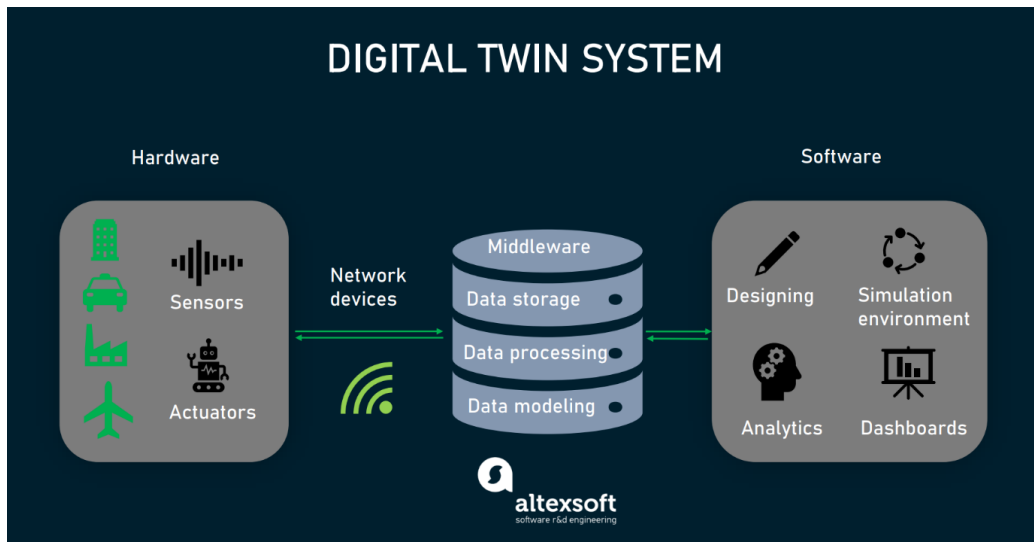 DIGITAL TWIN SYSTEM
Hardware
Software
Sensors
Actuators
Network
devices
Middleware
Data storage
Data processing
Data modeling
Designing
Simulation
environment
Analytics
Dashboards
altexsoft
software r&d engineering